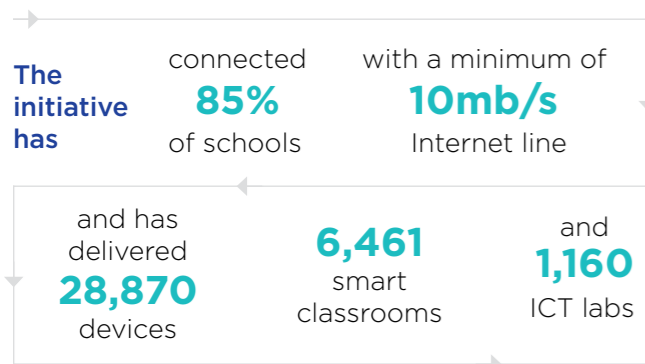 The
initiative
has
connected
85%
of schools
with a minimum of
10mb/s
Internet line
and has
delivered
28,870
devices
6,461
smart
classrooms
and
1,160
ICT labs